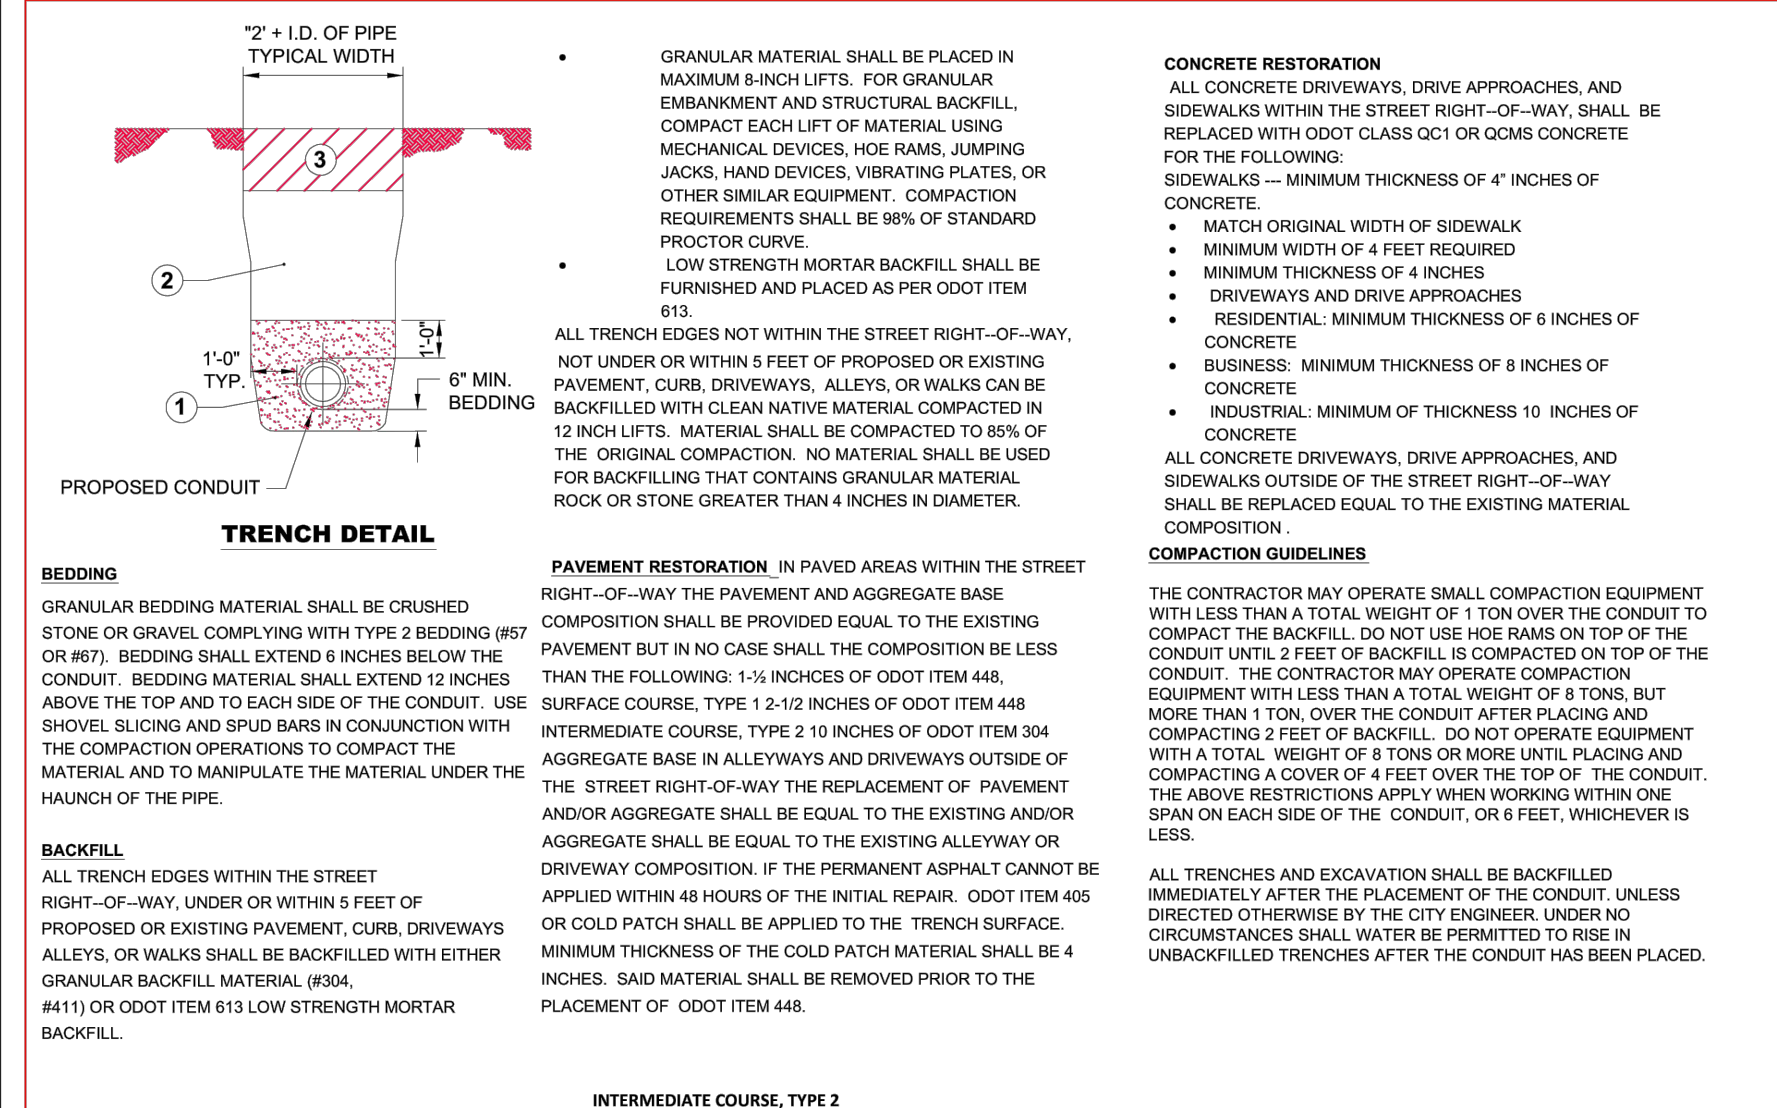 "2' + I.D. OF PIPE
TYPICAL WIDTH
3
2
1'-0"
1'-0"
TYP.
1
6" MIN.
BEDDING
PROPOSED CONDUIT
TRENCH DETAIL
BEDDING
GRANULAR BEDDING MATERIAL SHALL BE CRUSHED
STONE OR GRAVEL COMPLYING WITH TYPE 2 BEDDING (#57
OR #67).  BEDDING SHALL EXTEND 6 INCHES BELOW THE
CONDUIT.  BEDDING MATERIAL SHALL EXTEND 12 INCHES
ABOVE THE TOP AND TO EACH SIDE OF THE CONDUIT.  USE
SHOVEL SLICING AND SPUD BARS IN CONJUNCTION WITH
THE COMPACTION OPERATIONS TO COMPACT THE
MATERIAL AND TO MANIPULATE THE MATERIAL UNDER THE
HAUNCH OF THE PIPE.
BACKFILL
ALL TRENCH EDGES WITHIN THE STREET
RIGHT--OF--WAY, UNDER OR WITHIN 5 FEET OF
PROPOSED OR EXISTING PAVEMENT, CURB, DRIVEWAYS
ALLEYS, OR WALKS SHALL BE BACKFILLED WITH EITHER
GRANULAR BACKFILL MATERIAL (#304,
#411) OR ODOT ITEM 613 LOW STRENGTH MORTAR
BACKFILL.
• GRANULAR MATERIAL SHALL BE PLACED IN
MAXIMUM 8-INCH LIFTS.  FOR GRANULAR
EMBANKMENT AND STRUCTURAL BACKFILL,
COMPACT EACH LIFT OF MATERIAL USING
MECHANICAL DEVICES, HOE RAMS, JUMPING
JACKS, HAND DEVICES, VIBRATING PLATES, OR
OTHER SIMILAR EQUIPMENT.  COMPACTION
REQUIREMENTS SHALL BE 98% OF STANDARD
PROCTOR CURVE.
• LOW STRENGTH MORTAR BACKFILL SHALL BE
FURNISHED AND PLACED AS PER ODOT ITEM
613.
ALL TRENCH EDGES NOT WITHIN THE STREET RIGHT--OF--WAY,
NOT UNDER OR WITHIN 5 FEET OF PROPOSED OR EXISTING
PAVEMENT, CURB, DRIVEWAYS,  ALLEYS, OR WALKS CAN BE
BACKFILLED WITH CLEAN NATIVE MATERIAL COMPACTED IN
12 INCH LIFTS.  MATERIAL SHALL BE COMPACTED TO 85% OF
THE  ORIGINAL COMPACTION.  NO MATERIAL SHALL BE USED
FOR BACKFILLING THAT CONTAINS GRANULAR MATERIAL
ROCK OR STONE GREATER THAN 4 INCHES IN DIAMETER.
PAVEMENT RESTORATION _IN PAVED AREAS WITHIN THE STREET
RIGHT--OF--WAY THE PAVEMENT AND AGGREGATE BASE
COMPOSITION SHALL BE PROVIDED EQUAL TO THE EXISTING
PAVEMENT BUT IN NO CASE SHALL THE COMPOSITION BE LESS
THAN THE FOLLOWING: 1-½ INCHCES OF ODOT ITEM 448,
SURFACE COURSE, TYPE 1 2-1/2 INCHES OF ODOT ITEM 448
INTERMEDIATE COURSE, TYPE 2 10 INCHES OF ODOT ITEM 304
AGGREGATE BASE IN ALLEYWAYS AND DRIVEWAYS OUTSIDE OF
THE  STREET RIGHT-OF-WAY THE REPLACEMENT OF  PAVEMENT
AND/OR AGGREGATE SHALL BE EQUAL TO THE EXISTING AND/OR
AGGREGATE SHALL BE EQUAL TO THE EXISTING ALLEYWAY OR
DRIVEWAY COMPOSITION. IF THE PERMANENT ASPHALT CANNOT BE
APPLIED WITHIN 48 HOURS OF THE INITIAL REPAIR.  ODOT ITEM 405
OR COLD PATCH SHALL BE APPLIED TO THE  TRENCH SURFACE.
MINIMUM THICKNESS OF THE COLD PATCH MATERIAL SHALL BE 4
INCHES.  SAID MATERIAL SHALL BE REMOVED PRIOR TO THE
PLACEMENT OF  ODOT ITEM 448.
INTERMEDIATE COURSE, TYPE 2
CONCRETE RESTORATION
ALL CONCRETE DRIVEWAYS, DRIVE APPROACHES, AND
SIDEWALKS WITHIN THE STREET RIGHT--OF--WAY, SHALL  BE
REPLACED WITH ODOT CLASS QC1 OR QCMS CONCRETE
FOR THE FOLLOWING:
SIDEWALKS --- MINIMUM THICKNESS OF 4” INCHES OF
CONCRETE.
• MATCH ORIGINAL WIDTH OF SIDEWALK
• MINIMUM WIDTH OF 4 FEET REQUIRED
• MINIMUM THICKNESS OF 4 INCHES
• DRIVEWAYS AND DRIVE APPROACHES
• RESIDENTIAL: MINIMUM THICKNESS OF 6 INCHES OF
CONCRETE
• BUSINESS:  MINIMUM THICKNESS OF 8 INCHES OF
CONCRETE
• INDUSTRIAL: MINIMUM OF THICKNESS 10  INCHES OF
CONCRETE
ALL CONCRETE DRIVEWAYS, DRIVE APPROACHES, AND
SIDEWALKS OUTSIDE OF THE STREET RIGHT--OF--WAY
SHALL BE REPLACED EQUAL TO THE EXISTING MATERIAL
COMPOSITION .
COMPACTION GUIDELINES
THE CONTRACTOR MAY OPERATE SMALL COMPACTION EQUIPMENT
WITH LESS THAN A TOTAL WEIGHT OF 1 TON OVER THE CONDUIT TO
COMPACT THE BACKFILL. DO NOT USE HOE RAMS ON TOP OF THE
CONDUIT UNTIL 2 FEET OF BACKFILL IS COMPACTED ON TOP OF THE
CONDUIT.  THE CONTRACTOR MAY OPERATE COMPACTION
EQUIPMENT WITH LESS THAN A TOTAL WEIGHT OF 8 TONS, BUT
MORE THAN 1 TON, OVER THE CONDUIT AFTER PLACING AND
COMPACTING 2 FEET OF BACKFILL.  DO NOT OPERATE EQUIPMENT
WITH A TOTAL  WEIGHT OF 8 TONS OR MORE UNTIL PLACING AND
COMPACTING A COVER OF 4 FEET OVER THE TOP OF  THE CONDUIT.
THE ABOVE RESTRICTIONS APPLY WHEN WORKING WITHIN ONE
SPAN ON EACH SIDE OF THE  CONDUIT, OR 6 FEET, WHICHEVER IS
LESS.
ALL TRENCHES AND EXCAVATION SHALL BE BACKFILLED
IMMEDIATELY AFTER THE PLACEMENT OF THE CONDUIT. UNLESS
DIRECTED OTHERWISE BY THE CITY ENGINEER. UNDER NO
CIRCUMSTANCES SHALL WATER BE PERMITTED TO RISE IN
UNBACKFILLED TRENCHES AFTER THE CONDUIT HAS BEEN PLACED.